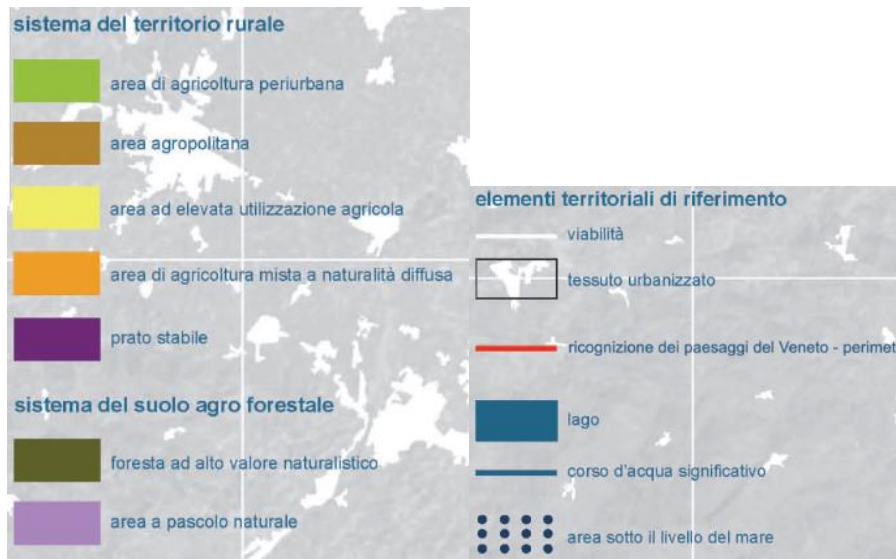 sistema del territorio rurale
area di agricoltura periurbana
area agropolitana
area ad elevata utilizzazione agricola
area di agricoltura mista a naturalità diffusa
prato stabile
sistema del suolo agro forestale
foresta ad alto valore naturalistico
area a pascolo naturale
elementi territoriali di riferimento
viabilità
tessuto urbanizzato
ricognizione dei paesaggi del Veneto - perimet
lago
corso d'acqua significativo
area sotto il livello del mare